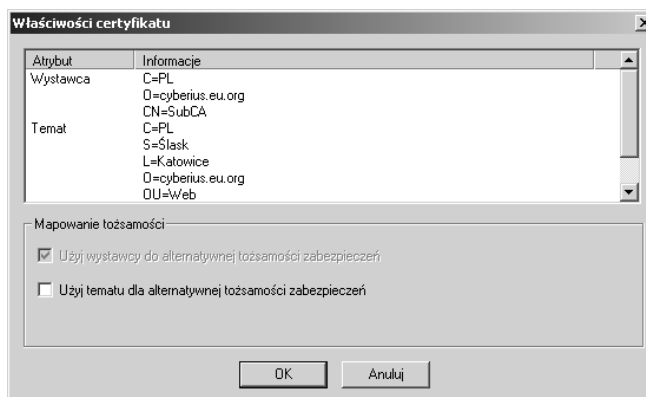 Właściwości certyfikatu
Atrybut Informacje
Wystawca C=PL
O=cyberius.eu.org
CN=SubCA
Temat C=PL
S=Ślask
L=Katowice
O=cyberius.eu.org
OU=Web
Mapowanie tożsamości
Użyj wystawcy do alternatywnej tożsamości zabezpieczeń
Użyj tematu dla alternatywnej tożsamości zabezpieczeń
OK Anuluj